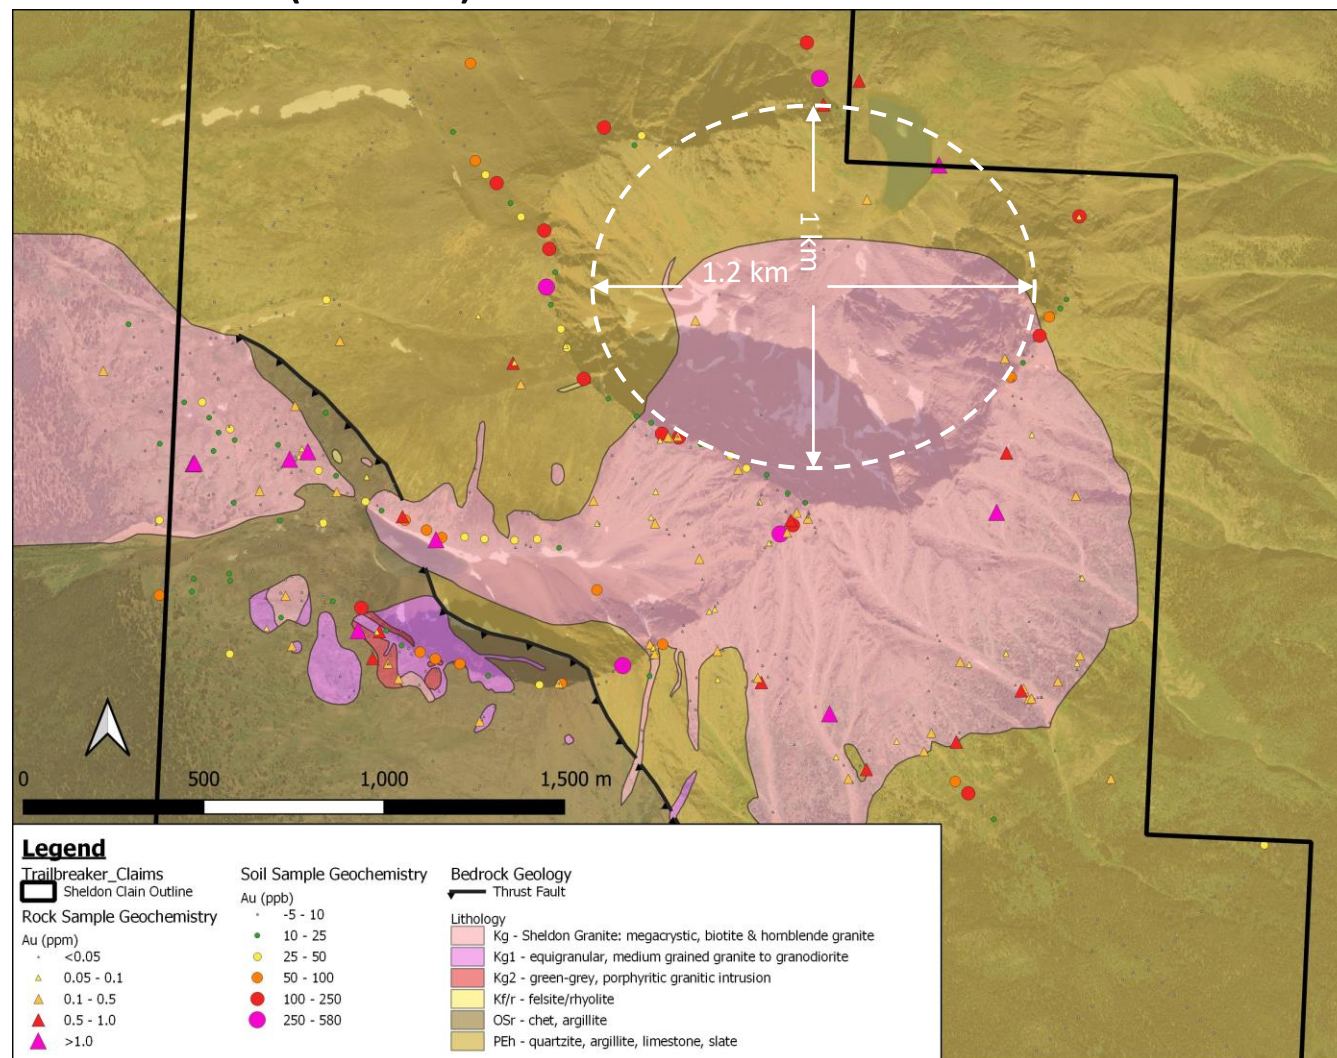 1 km
1.2 km
0 500 1,000 1,500 m
Legend
Trailbreaker_Claims
Sheldon Clain Outline
Rock Sample Geochemistry
Au (ppm)
<0.05
0.05 - 0.1
0.1 - 0.5
0.5 - 1.0
>1.0
Soil Sample Geochemistry
Au (ppb)
-5 - 10
10 - 25
25 - 50
50 - 100
100 - 250
250 - 580
Bedrock Geology
Thrust Fault
Lithology
Kg - Sheldon Granite: megacrystic, biotite & hornblende granite
Kg1 - equigranular, medium grained granite to granodiorite
Kg2 - green-grey, porphyritic granitic intrusion
Kf/r - felsite/rhyolite
OSr - chet, argillite
PEh - quartzite, argillite, limestone, slate